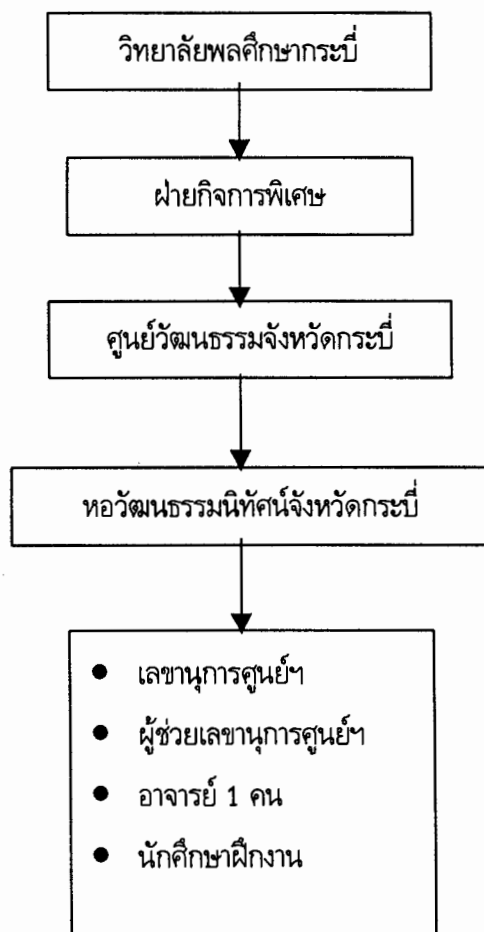 วิทยาลัยพลศึกษากระบี่
ฝ่ายกิจการพิเศษ
ศูนย์วัฒนธรรมจังหวัดกระบี่
หอวัฒนธรรมนิทัศน์จังหวัดกระบี่
● เลขานุการศูนย์ฯ
● ผู้ช่วยเลขานุการศูนย์ฯ
● อาจารย์ 1 คน
● นักศึกษาฝึกงาน